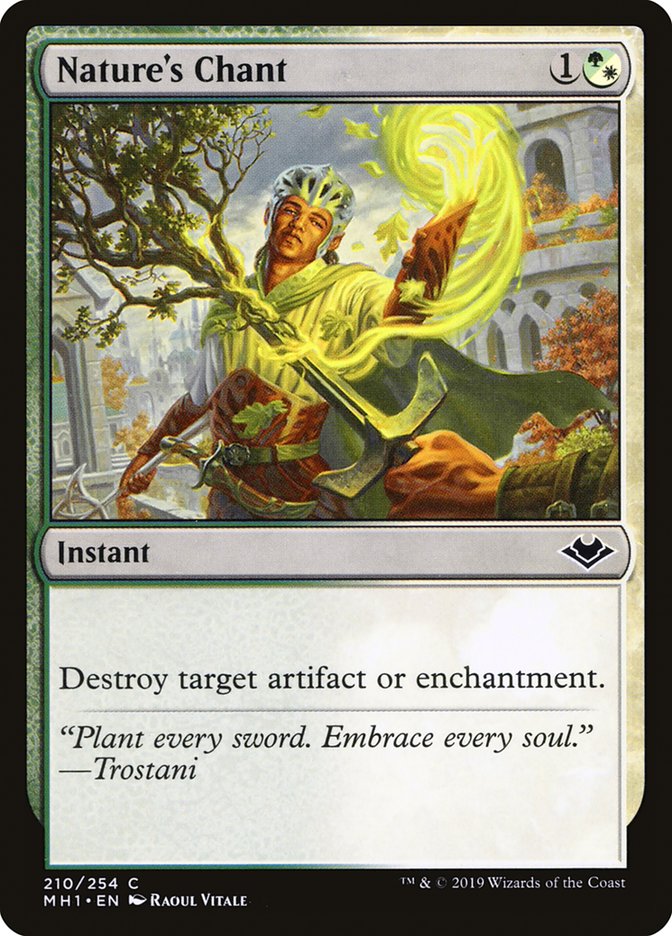 Nature's Chant 1
Instant
Destroy target artifact or enchantment.
“Plant every sword. Embrace every soul.”
—Trostani
210/254 C
MH1 • EN Raoul Vitale
™ & © 2019 Wizards of the Coast